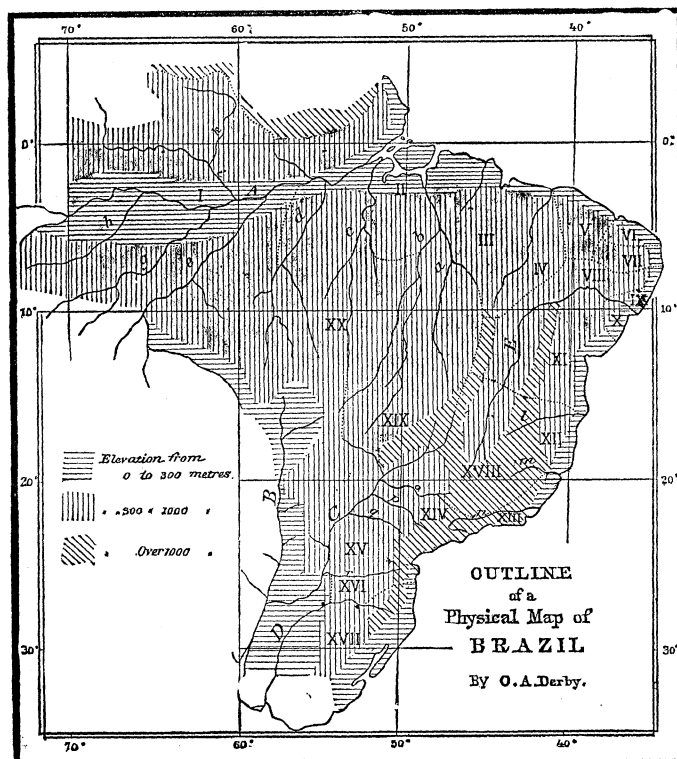 70° 60° 50° 40°
0° 0°
k
I A II
h d c b
g e a III IV V VI
VII
VIII
IX
10° 10°
X
XX E XI
XIX
XII
Elevation from
0 to 300 metres.
XVIII m
20° 20°
B
" " 300 " 1000 "
C XIV XIII
" Over 1000 "
XV
XVI
OUTLINE
of a
Physical Map of
BRAZIL
By O.A.Derby.
D XVII
30° 30°
70° 60° 50° 40°